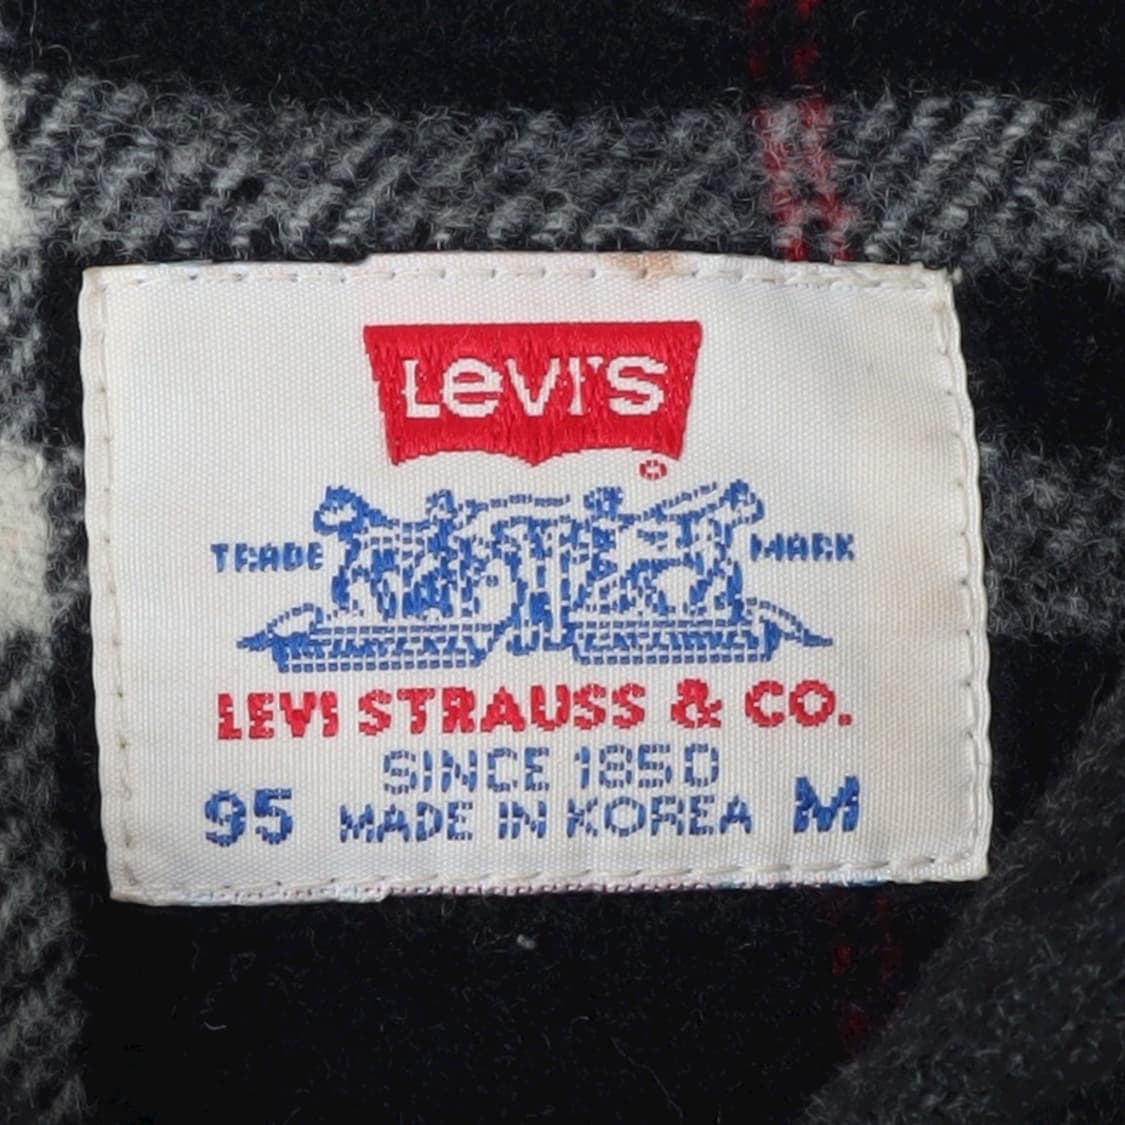 Levi's
®
TRADE MARK
LEVI STRAUSS & CO.
SINCE 1850
95 MADE IN KOREA M